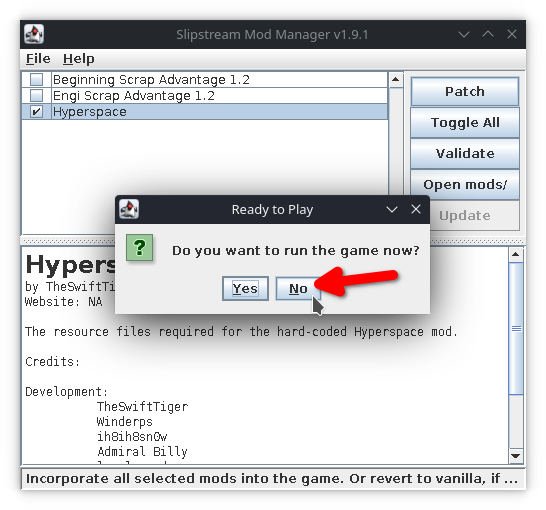 Slipstream Mod Manager v1.9.1
File Help
Beginning Scrap Advantage 1.2
Engi Scrap Advantage 1.2
Hyperspace
Patch
Toggle All
Validate
Open mods/
Update
Ready to Play
Do you want to run the game now?
Yes No
Hypers
by TheSwiftTi
Website: NA
The resource files required for the hard-coded Hyperspace mod.
Credits:
Development:
TheSwiftTiger
Winderps
ih8ih8sn0w
Admiral Billy
Incorporate all selected mods into the game. Or revert to vanilla, if ...